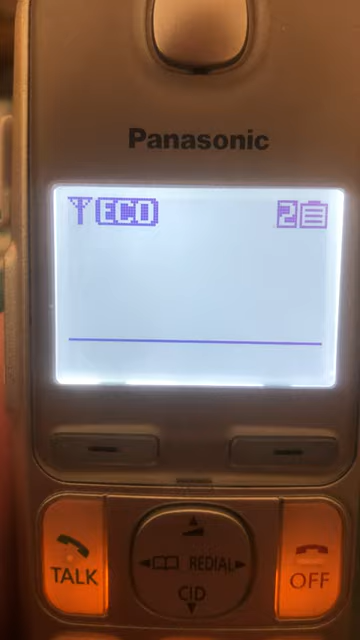 Panasonic
ECO 2
TALK
REDIAL
CID
OFF